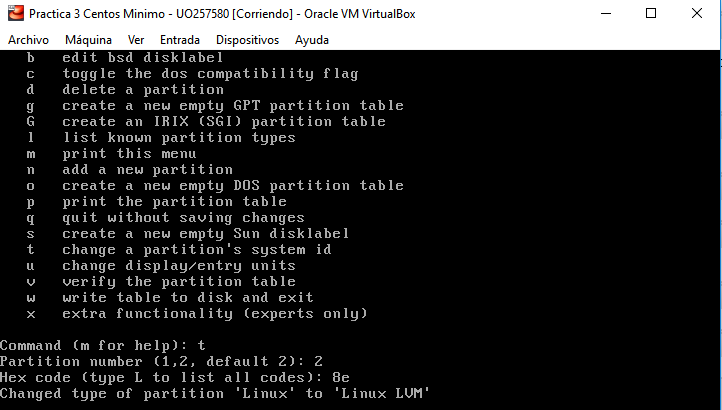 Practica 3 Centos Minimo - UO257580 [Corriendo] - Oracle VM VirtualBox
Archivo Máquina Ver Entrada Dispositivos Ayuda
b edit bsd disklabel
c toggle the dos compatibility flag
d delete a partition
g create a new empty GPT partition table
G create an IRIX (SGI) partition table
l list known partition types
m print this menu
n add a new partition
o create a new empty DOS partition table
p print the partition table
q quit without saving changes
s create a new empty Sun disklabel
t change a partition's system id
u change display/entry units
v verify the partition table
w write table to disk and exit
x extra functionality (experts only)
Command (m for help): t
Partition number (1,2, default 2): 2
Hex code (type L to list all codes): 8e
Changed type of partition 'Linux' to 'Linux LVM'